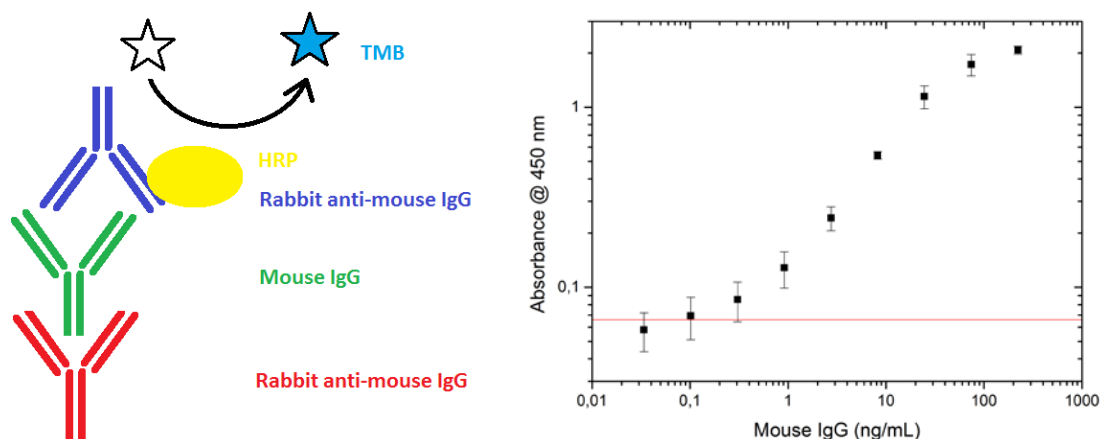 TMB
HRP
Rabbit anti-mouse IgG
Mouse IgG
Rabbit anti-mouse IgG
Absorbance @ 450 nm
1
0,1
0,01 0,1 1 10 100 1000
Mouse IgG (ng/mL)